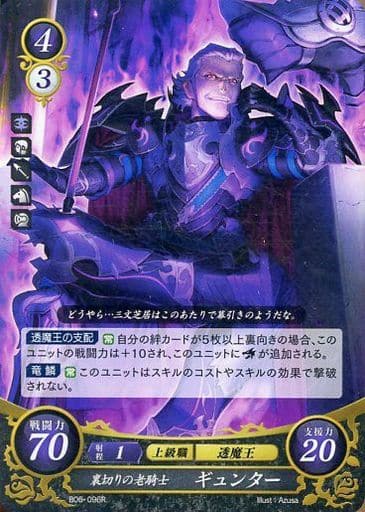 4
3
どうやら…三文芝居はこのあたりで幕引きのようだな。
透魔王の支配 常 自分の絆カードが5枚以上裏向きの場合、この
ユニットの戦闘力は+10され、このユニットに が追加される。
竜鱗 常 このユニットはスキルのコストやスキルの効果で撃破
されない。
戦闘力
70
射程 1
上級職
透魔王
支援力
20
裏切りの老騎士 ギュンター
B06-096R
Illust:Azusa